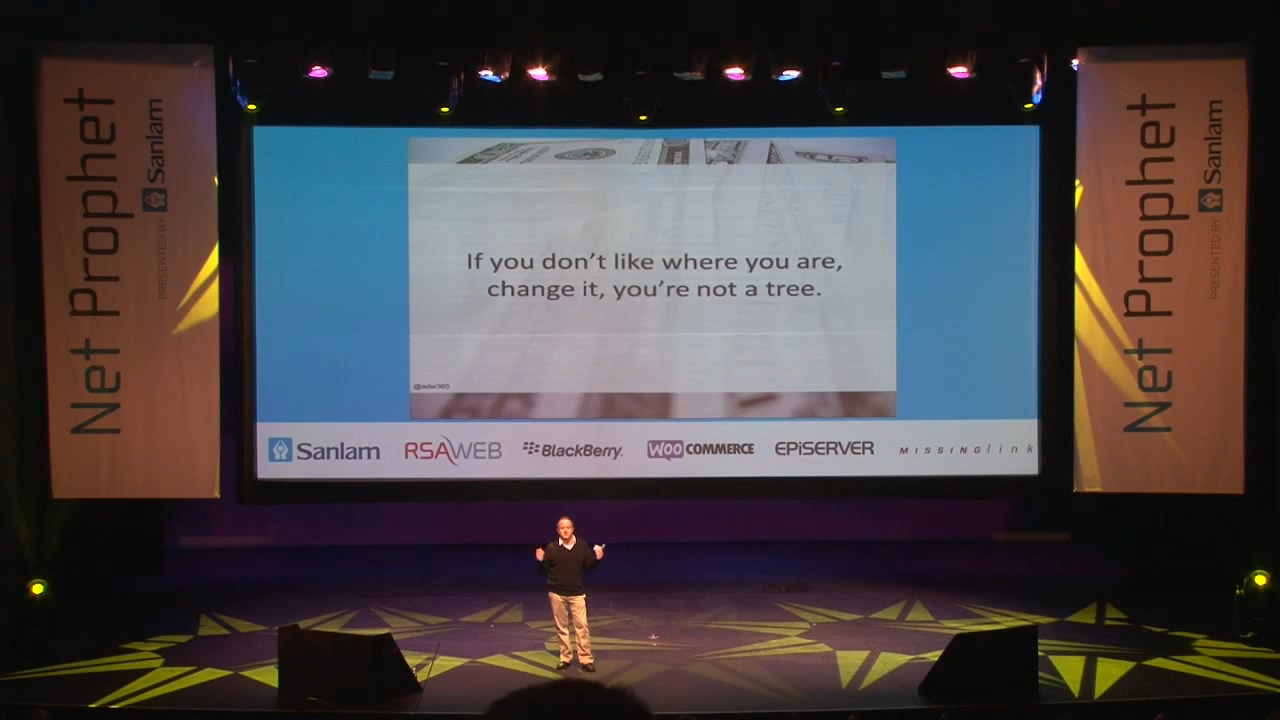 Net Prophet
PRESENTED BY Sanlam
If you don't like where you are,
change it, you're not a tree.
Sanlam
RSAWEB
BlackBerry
WOO COMMERCE
EPiSERVER
MISSINGlink
Net Prophet
PRESENTED BY Sanlam